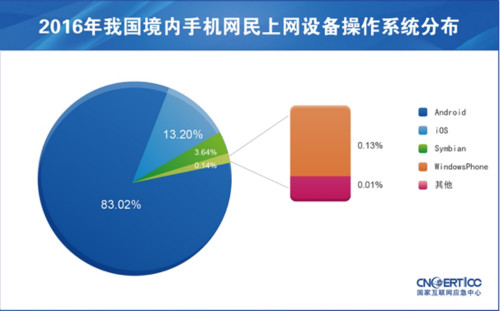 2016年我国境内手机网民上网设备操作系统分布
13.20%
3.64%
0.14%
83.02%
0.13%
0.01%
Android
iOS
Symbian
WindowsPhone
其他
CNCERT/CC
国家互联网应急中心